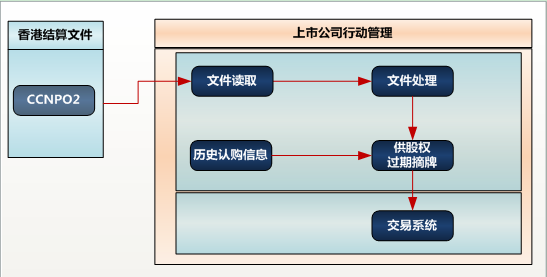 香港结算文件
上市公司行动管理
CCNPO2
文件读取
文件处理
历史认购信息
供股权
过期摘牌
交易系统